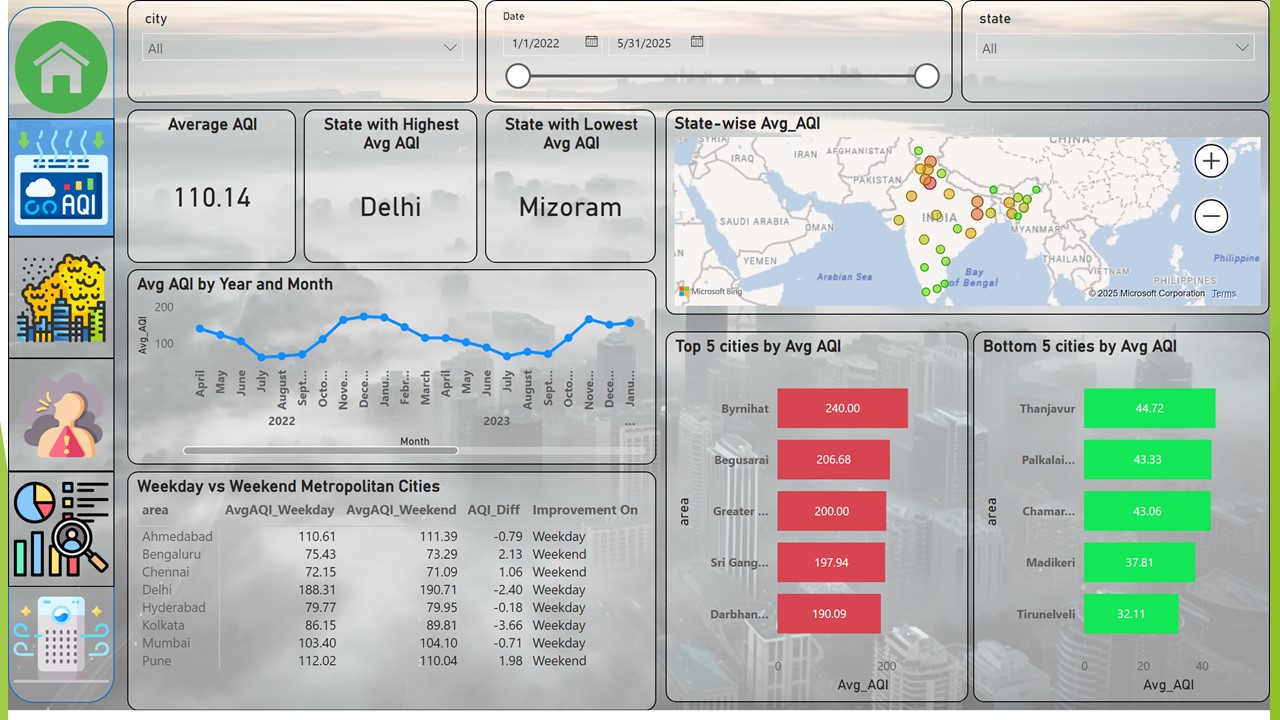 city
All
Date
1/1/2022
5/31/2025
state
All
AQI
Average AQI
110.14
State with Highest
Avg AQI
Delhi
State with Lowest
Avg AQI
Mizoram
State-wise Avg_AQI
SYRIA
IRAQ
IRAN
AFGHANISTAN
PAKISTAN
CHINA
SAUDI ARABIA
OMAN
YEMEN
INDIA
MYANMAR
THAILAND
VIETNAM
PHILIPPINES
Philippine
Arabian Sea
Bay
of Bengal
Microsoft Bing
© 2025 Microsoft Corporation Terms
Avg AQI by Year and Month
Avg_AQI
200
100
April
May
June
July
August
Sept...
Octo...
Nove...
Dece...
Janu...
Febr...
March
April
May
June
July
August
Sept...
Octo...
Nove...
Dece...
Janu...
2022
2023
...
Month
Weekday vs Weekend Metropolitan Cities
area AvgAQI_Weekday AvgAQI_Weekend AQI_Diff Improvement On
Ahmedabad 110.61 111.39 -0.79 Weekday
Bengaluru 75.43 73.29 2.13 Weekend
Chennai 72.15 71.09 1.06 Weekend
Delhi 188.31 190.71 -2.40 Weekday
Hyderabad 79.77 79.95 -0.18 Weekday
Kolkata 86.15 89.81 -3.66 Weekday
Mumbai 103.40 104.10 -0.71 Weekday
Pune 112.02 110.04 1.98 Weekend
Top 5 cities by Avg AQI
area
Byrnihat 240.00
Begusarai 206.68
Greater ... 200.00
Sri Gang... 197.94
Darbhan... 190.09
0 200
Avg_AQI
Bottom 5 cities by Avg AQI
area
Thanjavur 44.72
Palkalai... 43.33
Chamar... 43.06
Madikeri 37.81
Tirunelveli 32.11
0 20 40
Avg_AQI